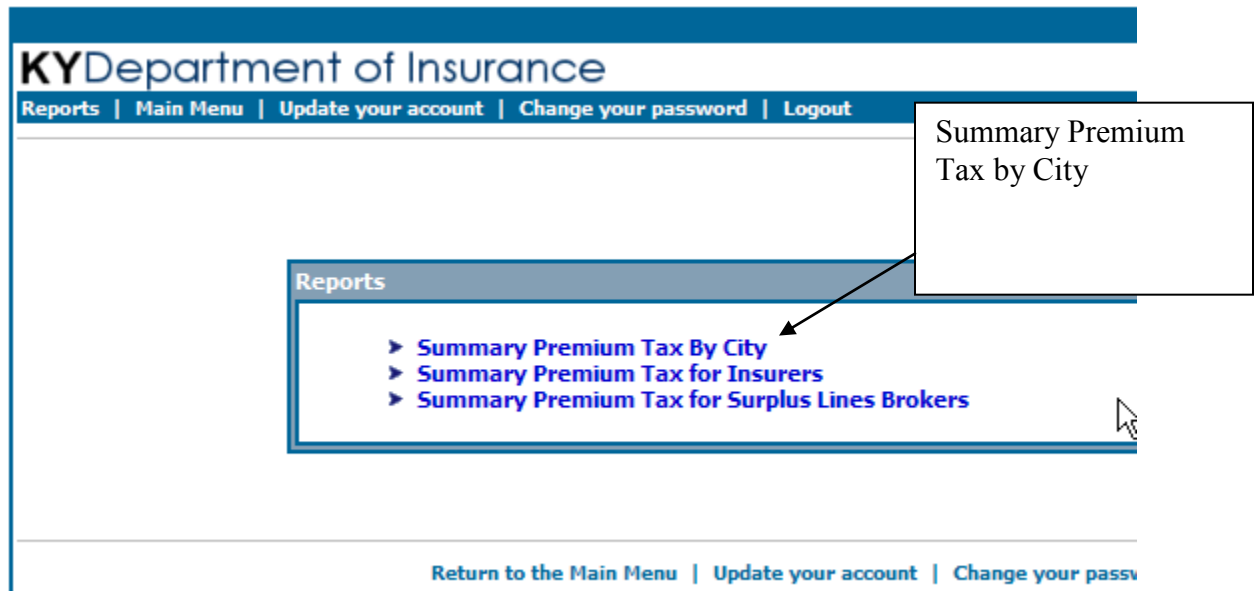 KYDepartment of Insurance
Reports | Main Menu | Update your account | Change your password | Logout
Summary Premium
Tax by City
Reports
Summary Premium Tax By City
Summary Premium Tax for Insurers
Summary Premium Tax for Surplus Lines Brokers
Return to the Main Menu | Update your account | Change your